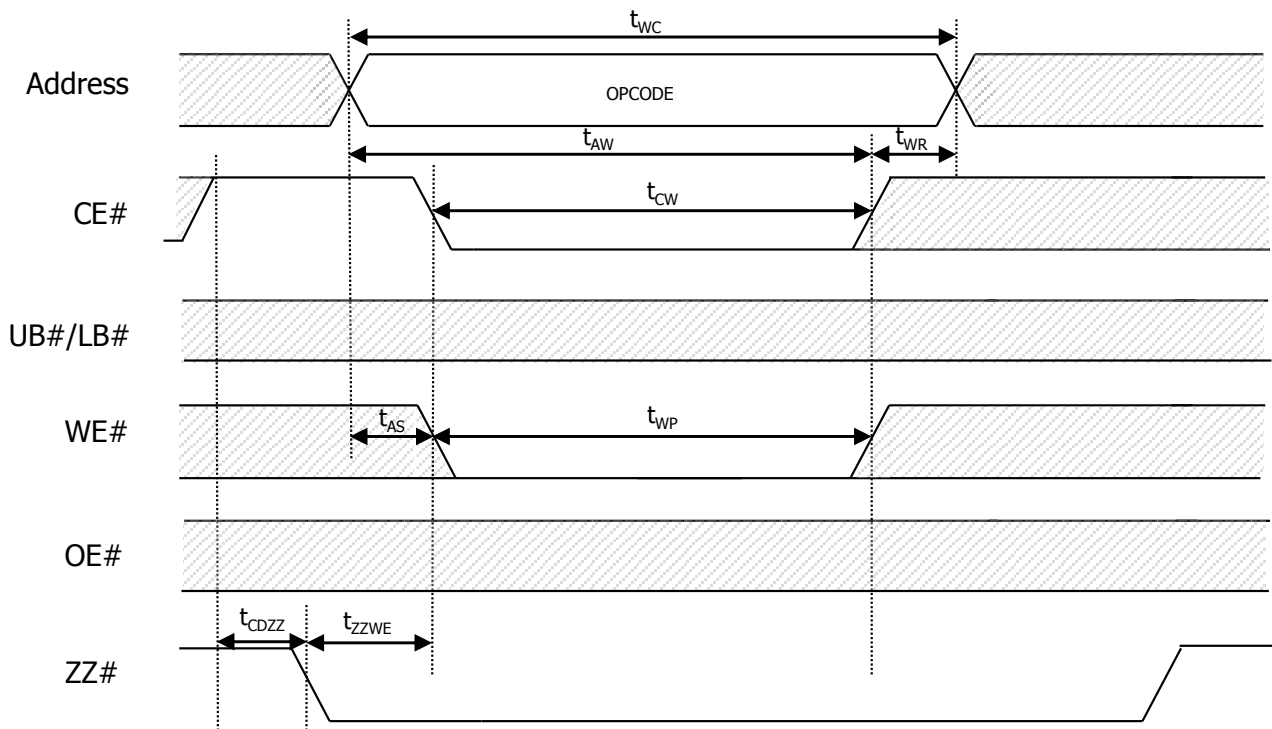 tWC
Address
OPCODE
tAW
tWR
CE#
tCW
UB#/LB#
WE#
tAS
tWP
OE#
tCDZZ
tZZWE
ZZ#